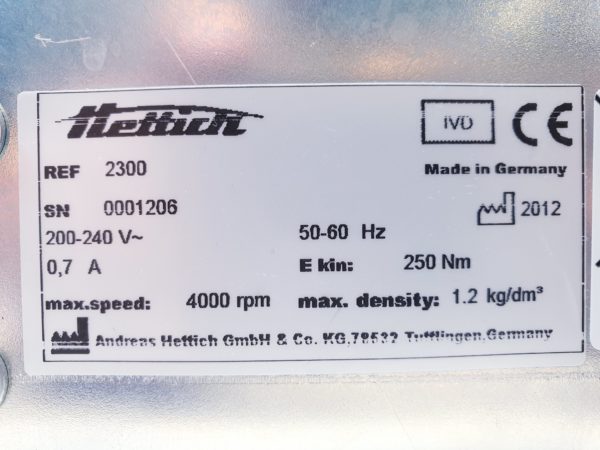 Hettich
IVD CE
REF 2300
Made in Germany
SN 0001206
2012
200-240 V~
50-60 Hz
0,7 A
E kin: 250 Nm
max.speed: 4000 rpm
max. density: 1.2 kg/dm³
Andreas Hettich GmbH & Co. KG,78532 Tuttlingen,Germany